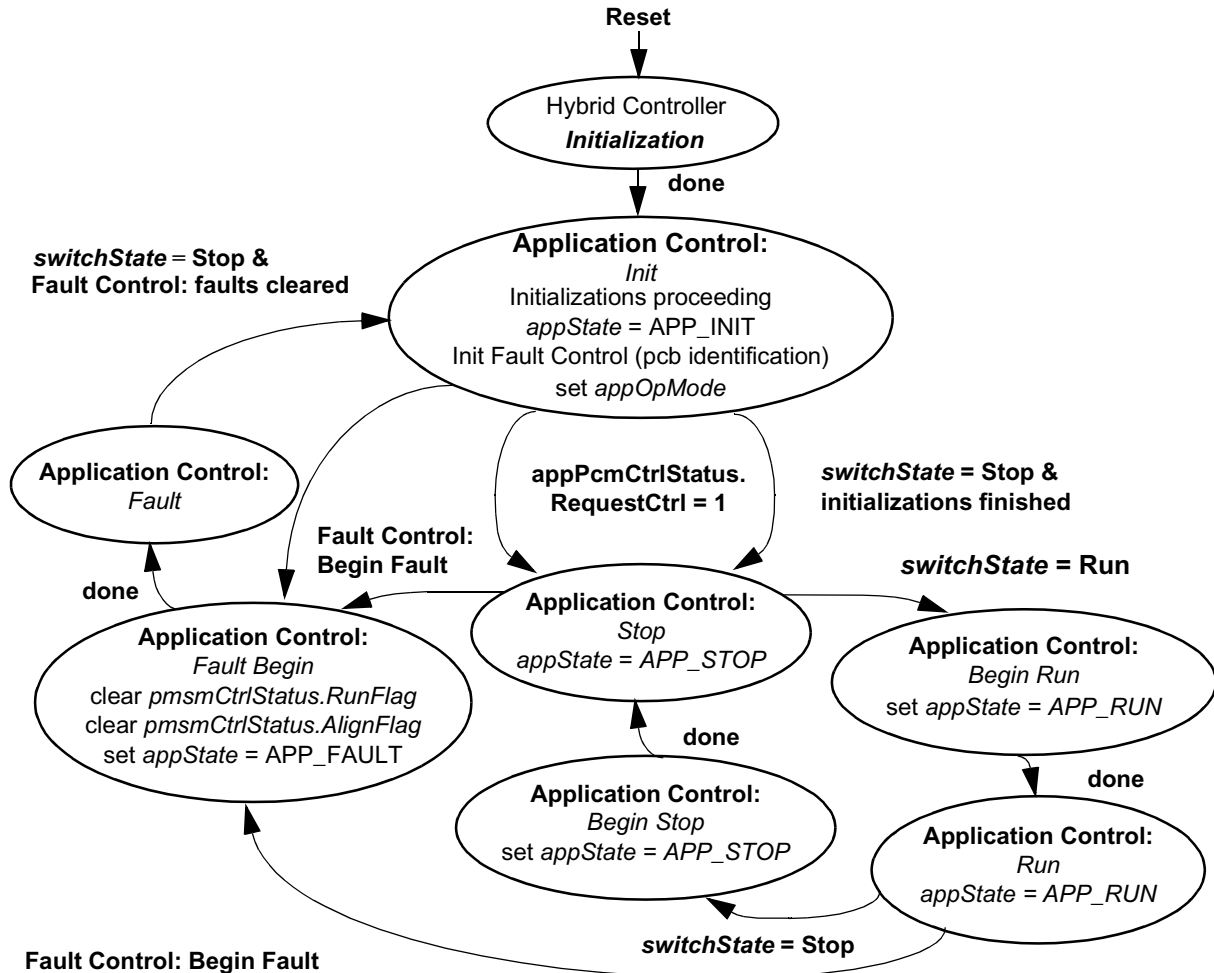 Reset
Hybrid Controller
Initialization
done
Application Control:
Init
Initializations proceeding
appState = APP_INIT
Init Fault Control (pcb identification)
set appOpMode
switchState = Stop &
Fault Control: faults cleared
Application Control:
Fault
appPcmCtrlStatus.
RequestCtrl = 1
switchState = Stop &
initializations finished
Fault Control:
Begin Fault
switchState = Run
done
Application Control:
Fault Begin
clear pmsmCtrlStatus.RunFlag
clear pmsmCtrlStatus.AlignFlag
set appState = APP_FAULT
Application Control:
Stop
appState = APP_STOP
Application Control:
Begin Run
set appState = APP_RUN
done
done
Application Control:
Begin Stop
set appState = APP_STOP
Application Control:
Run
appState = APP_RUN
switchState = Stop
Fault Control: Begin Fault